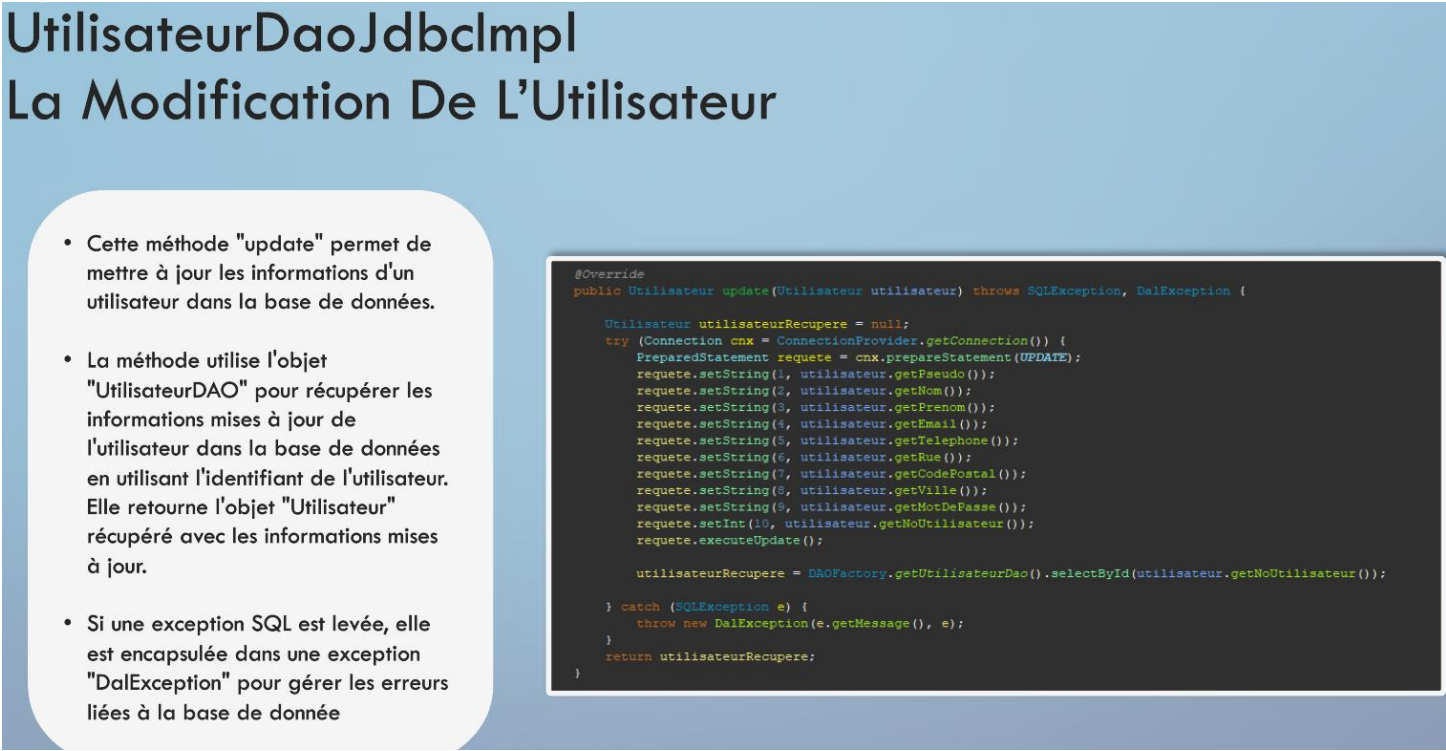 UtilisateurDaoJdbcImpl
La Modification De L’Utilisateur
• Cette méthode "update" permet de
mettre à jour les informations d'un
utilisateur dans la base de données.
• La méthode utilise l'objet
"UtilisateurDAO" pour récupérer les
informations mises à jour de
l'utilisateur dans la base de données
en utilisant l'identifiant de l'utilisateur.
Elle retourne l'objet "Utilisateur"
récupéré avec les informations mises
à jour.
• Si une exception SQL est levée, elle
est encapsulée dans une exception
"DalException" pour gérer les erreurs
liées à la base de donnée
@Override
public Utilisateur update(Utilisateur utilisateur) throws SQLException, DalException {
Utilisateur utilisateurRecupere = null;
try (Connection cnx = ConnectionProvider.getConnection()) {
PreparedStatement requete = cnx.prepareStatement(UPDATE);
requete.setString(1, utilisateur.getPseudo());
requete.setString(2, utilisateur.getNom());
requete.setString(3, utilisateur.getPrenom());
requete.setString(4, utilisateur.getEmail());
requete.setString(5, utilisateur.getTelephone());
requete.setString(6, utilisateur.getRue());
requete.setString(7, utilisateur.getCodePostal());
requete.setString(8, utilisateur.getVille());
requete.setString(9, utilisateur.getMotDePasse());
requete.setInt(10, utilisateur.getNoUtilisateur());
requete.executeUpdate();
utilisateurRecupere = DAOFactory.getUtilisateurDao().selectById(utilisateur.getNoUtilisateur());
} catch (SQLException e) {
throw new DalException(e.getMessage(), e);
}
return utilisateurRecupere;
}